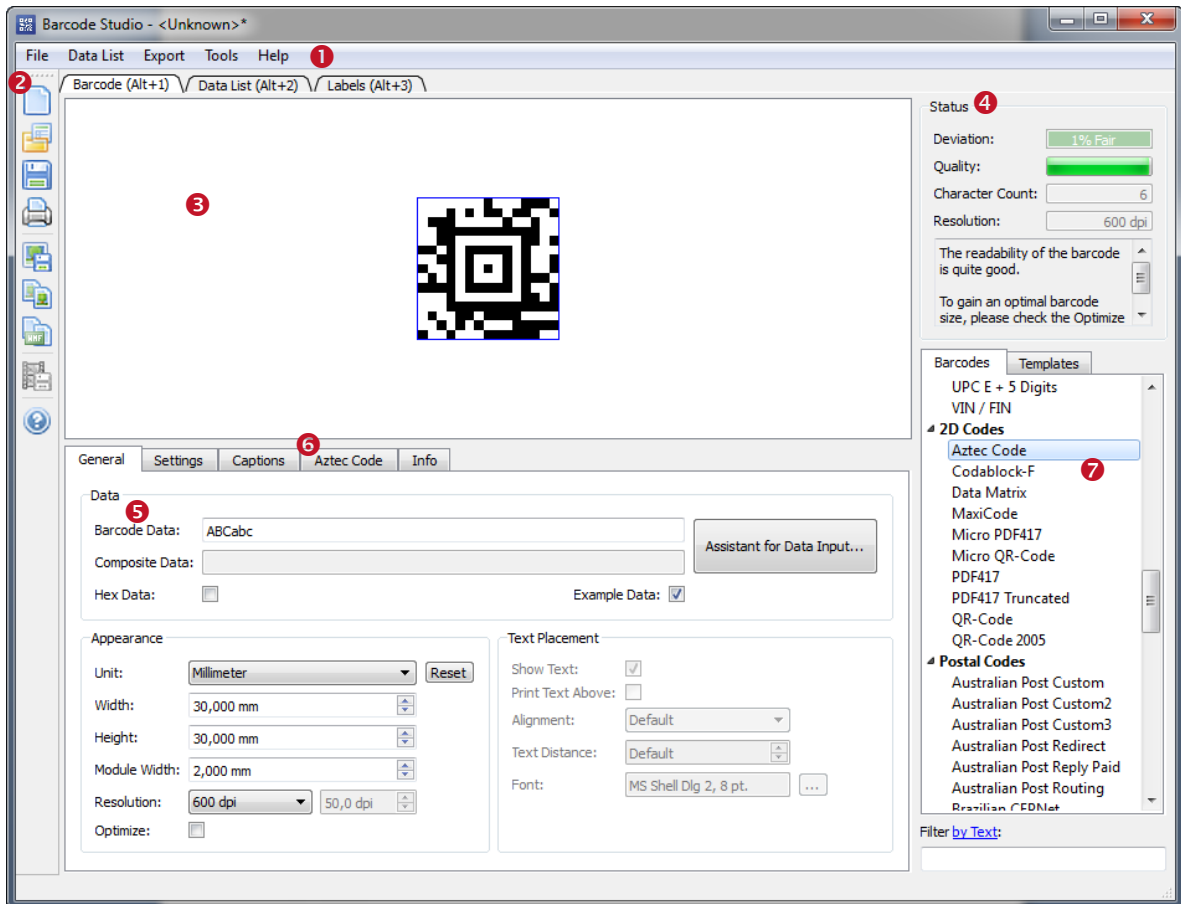 Barcode Studio - <Unknown>*
File Data List Export Tools Help 1
2
Barcode (Alt+1) Data List (Alt+2) Labels (Alt+3)
3
Status 4
Deviation: 1% Fair
Quality:
Character Count: 6
Resolution: 600 dpi
The readability of the barcode
is quite good.
To gain an optimal barcode
size, please check the Optimize
EMF
General Settings Captions 6 Aztec Code Info
Data
5
Barcode Data: ABCabc
Composite Data:
Assistant for Data Input...
Hex Data: Example Data:
Appearance
Unit: Millimeter Reset
Width: 30,000 mm
Height: 30,000 mm
Module Width: 2,000 mm
Resolution: 600 dpi 50,0 dpi
Optimize:
Text Placement
Show Text:
Print Text Above:
Alignment: Default
Text Distance: Default
Font: MS Shell Dlg 2, 8 pt. ...
Barcodes Templates
UPC E + 5 Digits
VIN / FIN
2D Codes
Aztec Code
7
Codablock-F
Data Matrix
MaxiCode
Micro PDF417
Micro QR-Code
PDF417
PDF417 Truncated
QR-Code
QR-Code 2005
Postal Codes
Australian Post Custom
Australian Post Custom2
Australian Post Custom3
Australian Post Redirect
Australian Post Reply Paid
Australian Post Routing
Brazilian CEPNet
Filter by Text: